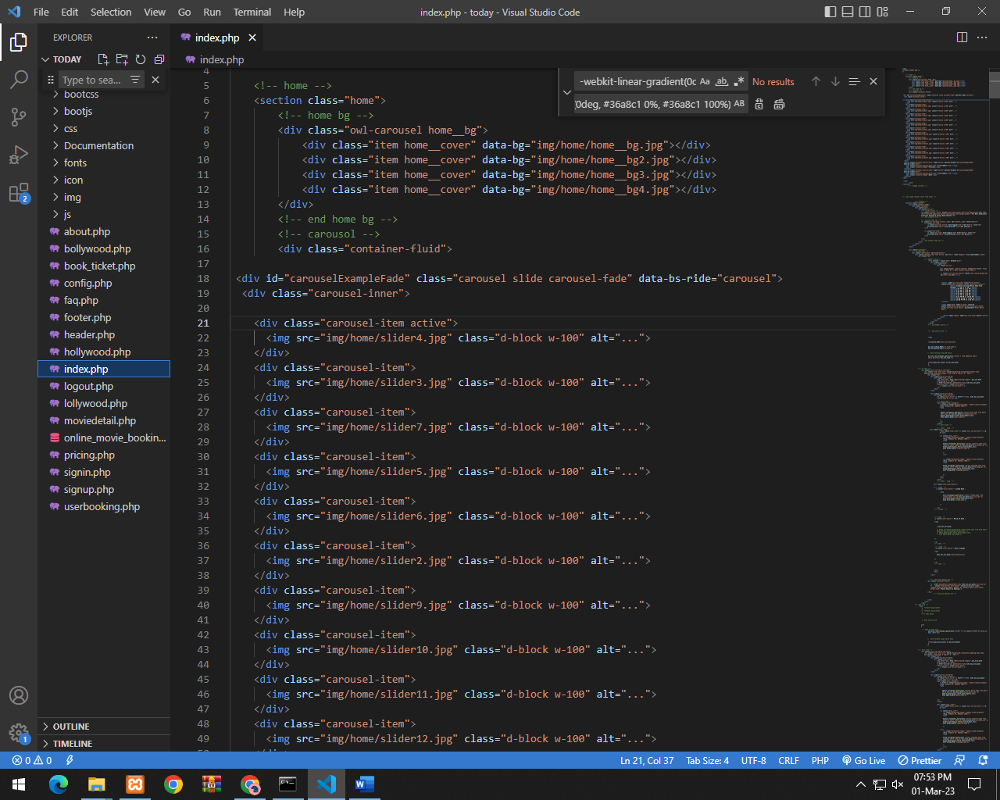 File Edit Selection View Go Run Terminal Help
index.php - today - Visual Studio Code
EXPLORER
TODAY
Type to sea...
bootcss
bootjs
css
Documentation
fonts
icon
img
js
about.php
bollywood.php
book_ticket.php
config.php
faq.php
footer.php
header.php
hollywood.php
index.php
logout.php
lollywood.php
moviedetail.php
online_movie_bookin...
pricing.php
signin.php
signup.php
userbooking.php
OUTLINE
TIMELINE
2
1
index.php
index.php
-webkit-linear-gradient(0c Aa ab .* No results
'0deg, #36a8c1 0%, #36a8c1 100%) AB
4
5 <!-- home -->
6 <section class="home">
7 <!-- home bg -->
8 <div class="owl-carousel home__bg">
9 <div class="item home__cover" data-bg="img/home/home__bg.jpg"></div>
10 <div class="item home__cover" data-bg="img/home/home__bg2.jpg"></div>
11 <div class="item home__cover" data-bg="img/home/home__bg3.jpg"></div>
12 <div class="item home__cover" data-bg="img/home/home__bg4.jpg"></div>
13 </div>
14 <!-- end home bg -->
15 <!-- carousol -->
16 <div class="container-fluid">
17
18 <div id="carouselExampleFade" class="carousel slide carousel-fade" data-bs-ride="carousel">
19 <div class="carousel-inner">
20
21 <div class="carousel-item active">
22 <img src="img/home/slider4.jpg" class="d-block w-100" alt="...">
23 </div>
24 <div class="carousel-item">
25 <img src="img/home/slider3.jpg" class="d-block w-100" alt="...">
26 </div>
27 <div class="carousel-item">
28 <img src="img/home/slider7.jpg" class="d-block w-100" alt="...">
29 </div>
30 <div class="carousel-item">
31 <img src="img/home/slider5.jpg" class="d-block w-100" alt="...">
32 </div>
33 <div class="carousel-item">
34 <img src="img/home/slider6.jpg" class="d-block w-100" alt="...">
35 </div>
36 <div class="carousel-item">
37 <img src="img/home/slider2.jpg" class="d-block w-100" alt="...">
38 </div>
39 <div class="carousel-item">
40 <img src="img/home/slider9.jpg" class="d-block w-100" alt="...">
41 </div>
42 <div class="carousel-item">
43 <img src="img/home/slider10.jpg" class="d-block w-100" alt="...">
44 </div>
45 <div class="carousel-item">
46 <img src="img/home/slider11.jpg" class="d-block w-100" alt="...">
47 </div>
48 <div class="carousel-item">
49 <img src="img/home/slider12.jpg" class="d-block w-100" alt="...">
0 0 Ln 21, Col 37 Tab Size: 4 UTF-8 CRLF PHP Go Live Prettier
07:53 PM
01-Mar-23